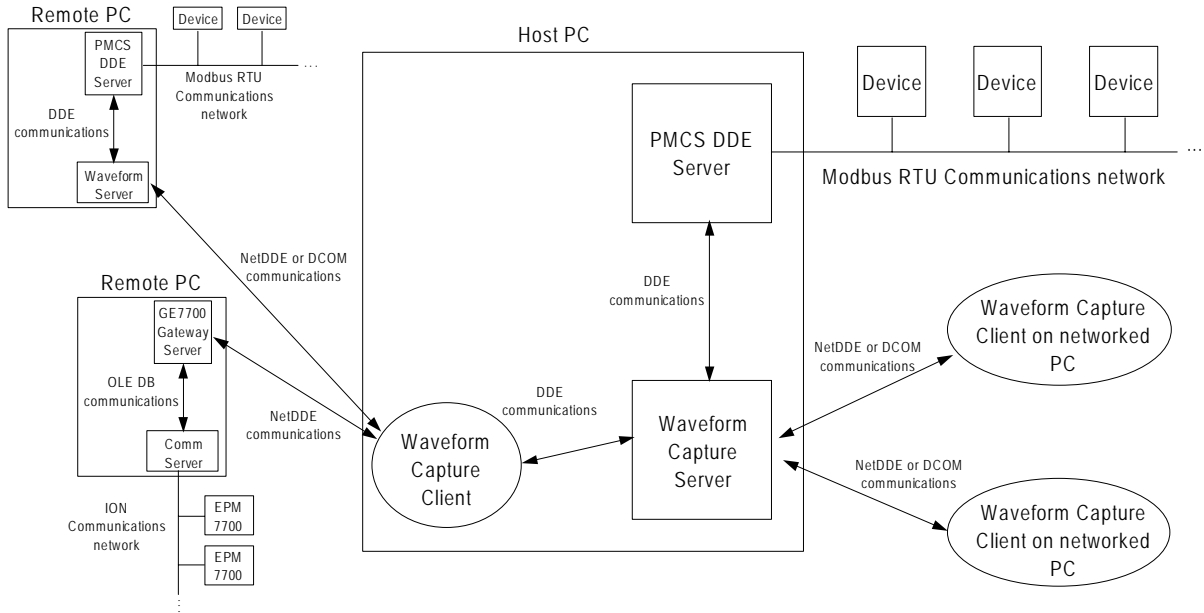 Remote PC
Device
Device
PMCS
DDE
Server
...
Modbus RTU
Communications
network
DDE
communications
Waveform
Server
Host PC
PMCS DDE
Server
Device
Device
Device
...
Modbus RTU Communications network
NetDDE or DCOM
communications
DDE
communications
Remote PC
GE7700
Gateway
Server
OLE DB
communications
Comm
Server
NetDDE
communications
ION
Communications
network
EPM
7700
EPM
7700
...
Waveform
Capture
Client
DDE
communications
Waveform
Capture
Server
NetDDE or DCOM
communications
Waveform Capture
Client on networked
PC
NetDDE or DCOM
communications
Waveform Capture
Client on networked
PC